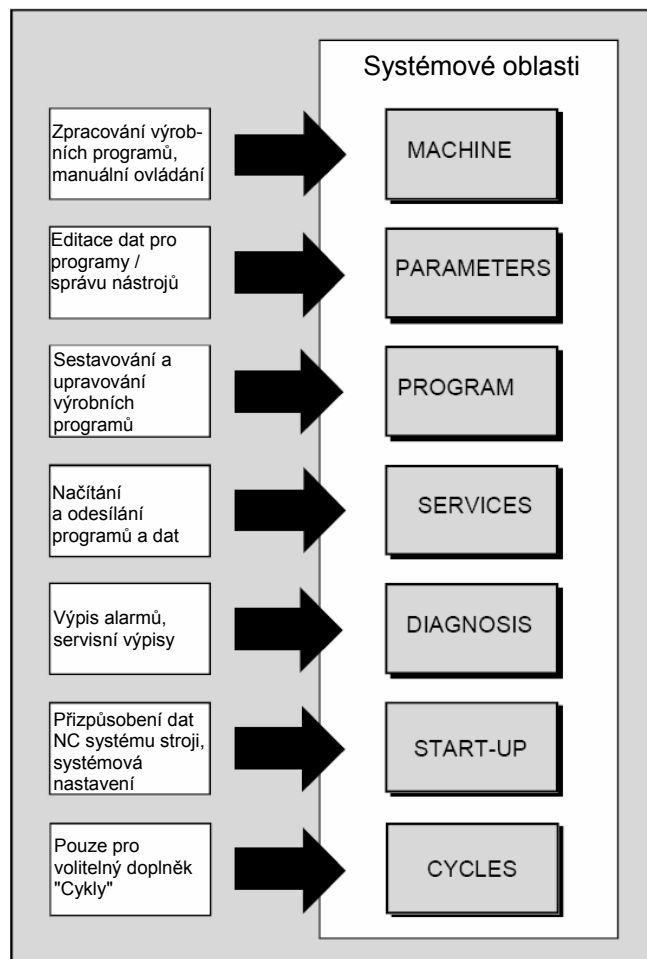 Systémové oblasti
Zpracování výrob-
ních programů,
manuální ovládání
MACHINE
Editace dat pro
programy /
správu nástrojů
PARAMETERS
Sestavování a
upravování
výrobních
programů
PROGRAM
Načítání
a odesílání
programů a dat
SERVICES
Výpis alarmů,
servisní výpisy
DIAGNOSIS
Přizpůsobení dat
NC systému stroji,
systémová
nastavení
START-UP
Pouze pro
volitelný doplněk
"Cykly"
CYCLES